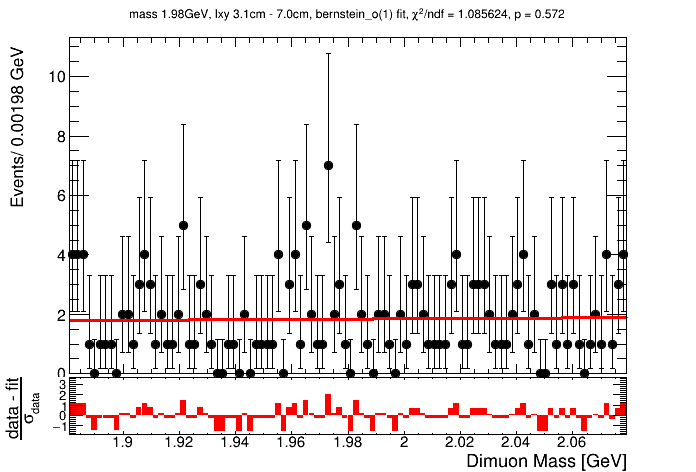 mass 1.98GeV, lxy 3.1cm - 7.0cm, bernstein_o(1) fit, χ²/ndf = 1.085624, p = 0.572
Events/ 0.00198 GeV
10
8
6
4
2
0
data - fit
σdata
3
2
1
0
−1
1.9 1.92 1.94 1.96 1.98 2 2.02 2.04 2.06
Dimuon Mass [GeV]